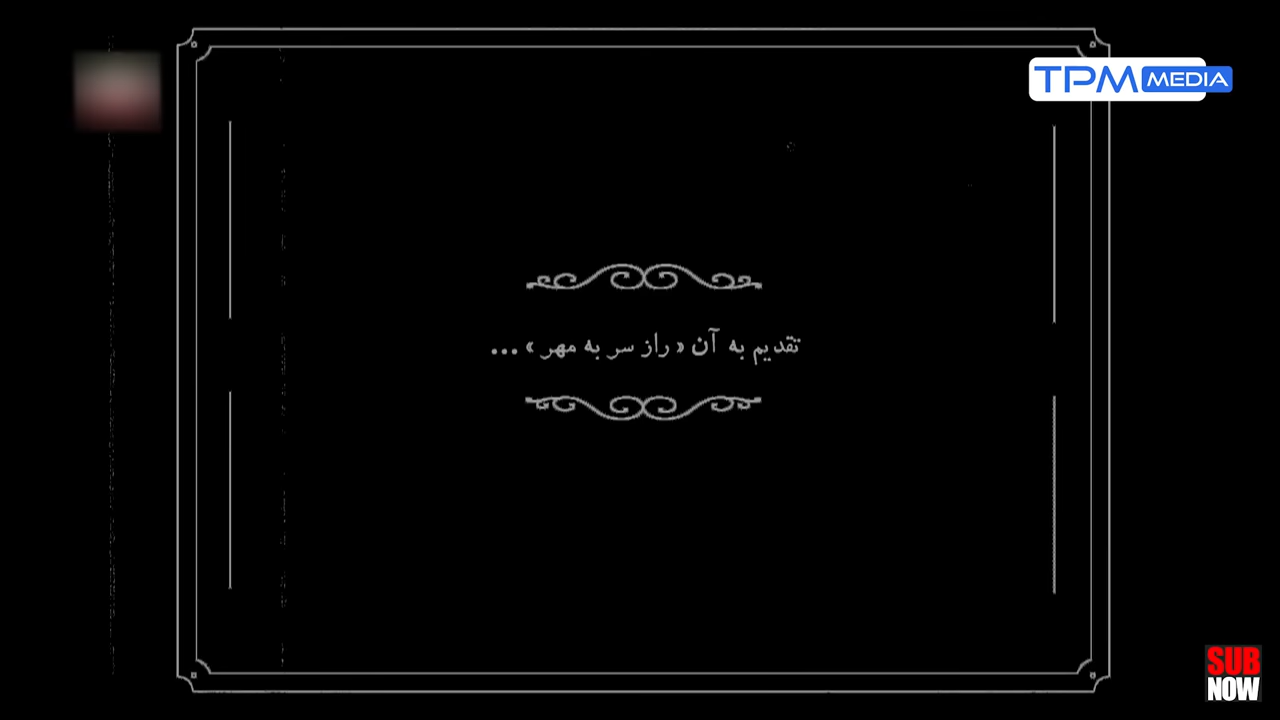 TPM MEDIA
تقدیم به آن « راز سر به مهر » ...
SUB
NOW